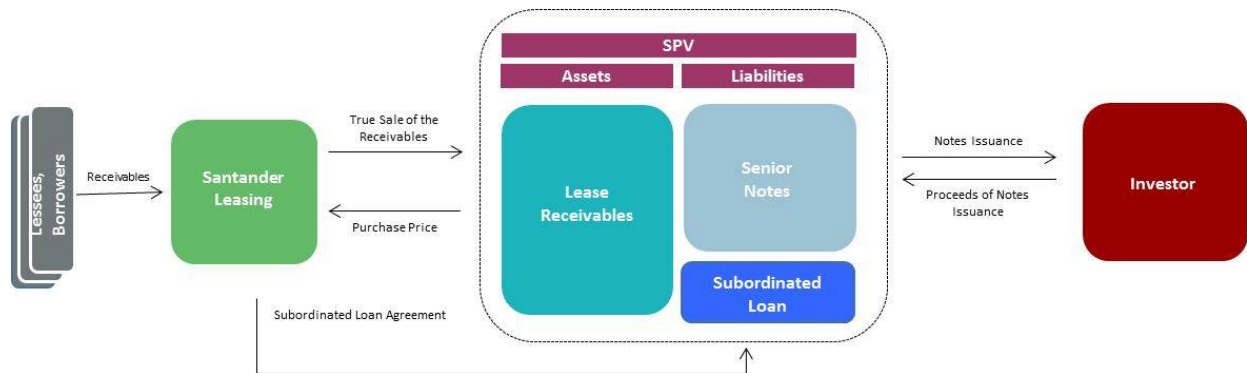 SPV
Assets
Liabilities
Lessees,
Borrowers
Receivables
Santander
Leasing
True Sale of the
Receivables
Purchase Price
Lease
Receivables
Senior
Notes
Subordinated
Loan
Notes Issuance
Proceeds of Notes
Issuance
Investor
Subordinated Loan Agreement